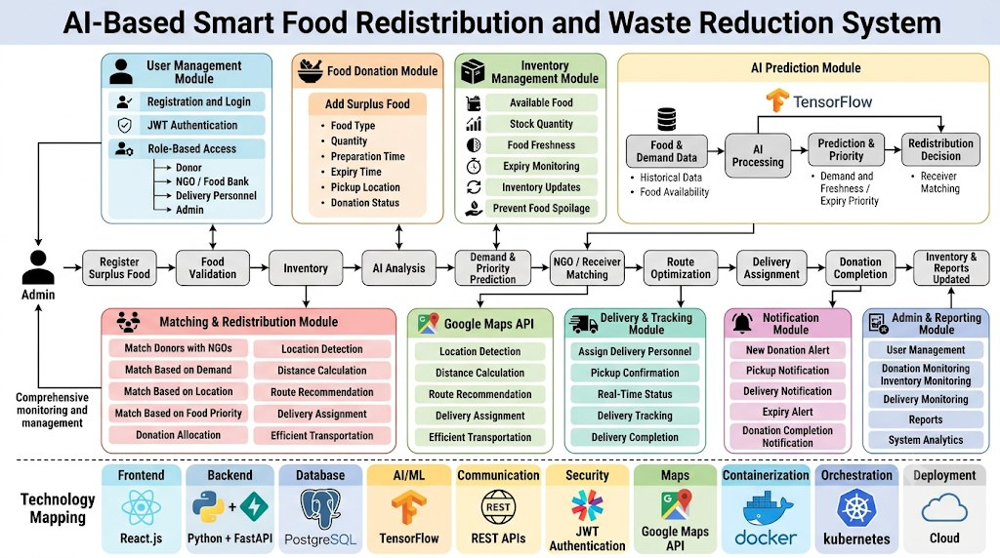 AI-Based Smart Food Redistribution and Waste Reduction System
User Management
Module
Registration and Login
JWT Authentication
Role-Based Access
Donor
NGO / Food Bank
Delivery Personnel
Admin
Food Donation Module
Add Surplus Food
• Food Type
• Quantity
• Preparation Time
• Expiry Time
• Pickup Location
• Donation Status
Inventory
Management Module
Available Food
Stock Quantity
Food Freshness
Expiry Monitoring
Inventory Updates
Prevent Food Spoilage
AI Prediction Module
TensorFlow
Food &
Demand Data
• Historical Data
• Food Availability
AI
Processing
Prediction
& Priority
• Demand and
Freshness /
Expiry Priority
Redistribution
Decision
• Receiver
Matching
Admin
Register
Surplus Food
Food
Validation
Inventory
AI Analysis
Demand &
Priority
Prediction
NGO / Receiver
Matching
Route
Optimization
Delivery
Assignment
Donation
Completion
Inventory &
Reports
Updated
Comprehensive
monitoring and
management
Matching & Redistribution Module
Match Donors with NGOs
Match Based on Demand
Match Based on Location
Match Based on Food Priority
Donation Allocation
Location Detection
Distance Calculation
Route Recommendation
Delivery Assignment
Efficient Transportation
G
Google Maps API
Location Detection
Distance Calculation
Route Recommendation
Delivery Assignment
Efficient Transportation
Delivery & Tracking
Module
Assign Delivery Personnel
Pickup Confirmation
Real-Time Status
Delivery Tracking
Delivery Completion
Notification
Module
New Donation Alert
Pickup Notification
Delivery Notification
Expiry Alert
Donation Completion
Notification
Admin & Reporting
Module
User Management
Donation Monitoring
Inventory Monitoring
Delivery Monitoring
Reports
System Analytics
Technology
Mapping
Frontend
React.js
Backend
+
Python + FastAPI
Database
PostgreSQL
AI/ML
TensorFlow
Communication
REST
REST APIs
Security
JWT
Authentication
Maps
G
Google Maps
API
Containerization
docker
Orchestration
kubernetes
Deployment
Cloud